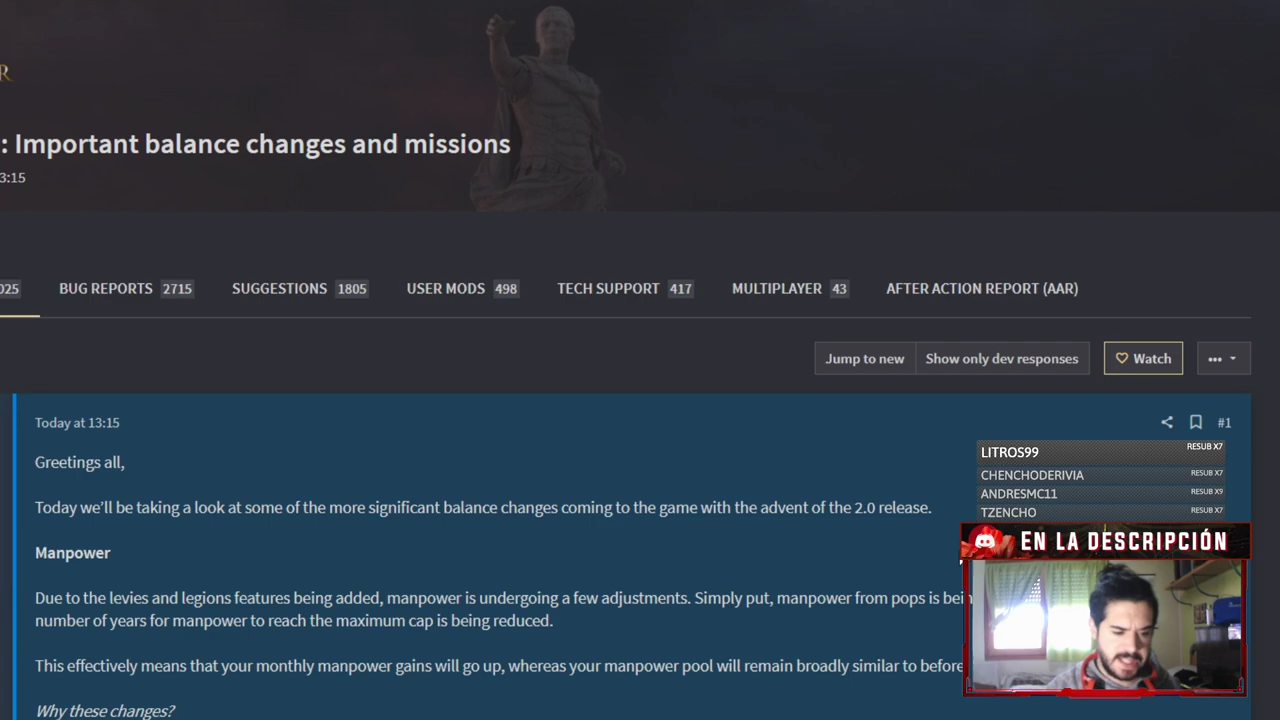 R
: Important balance changes and missions
3:15
025
BUG REPORTS 2715
SUGGESTIONS 1805
USER MODS 498
TECH SUPPORT 417
MULTIPLAYER 43
AFTER ACTION REPORT (AAR)
Jump to new
Show only dev responses
Watch
Today at 13:15
#1
Greetings all,
Today we'll be taking a look at some of the more significant balance changes coming to the game with the advent of the 2.0 release.
Manpower
Due to the levies and legions features being added, manpower is undergoing a few adjustments. Simply put, manpower from pops is bein
number of years for manpower to reach the maximum cap is being reduced.
This effectively means that your monthly manpower gains will go up, whereas your manpower pool will remain broadly similar to before
Why these changes?
LITROS99 RESUB X7
CHENCHODERIVIA RESUB X7
ANDRESMC11 RESUB X9
TZENCHO RESUB X7
EN LA DESCRIPCIÓN